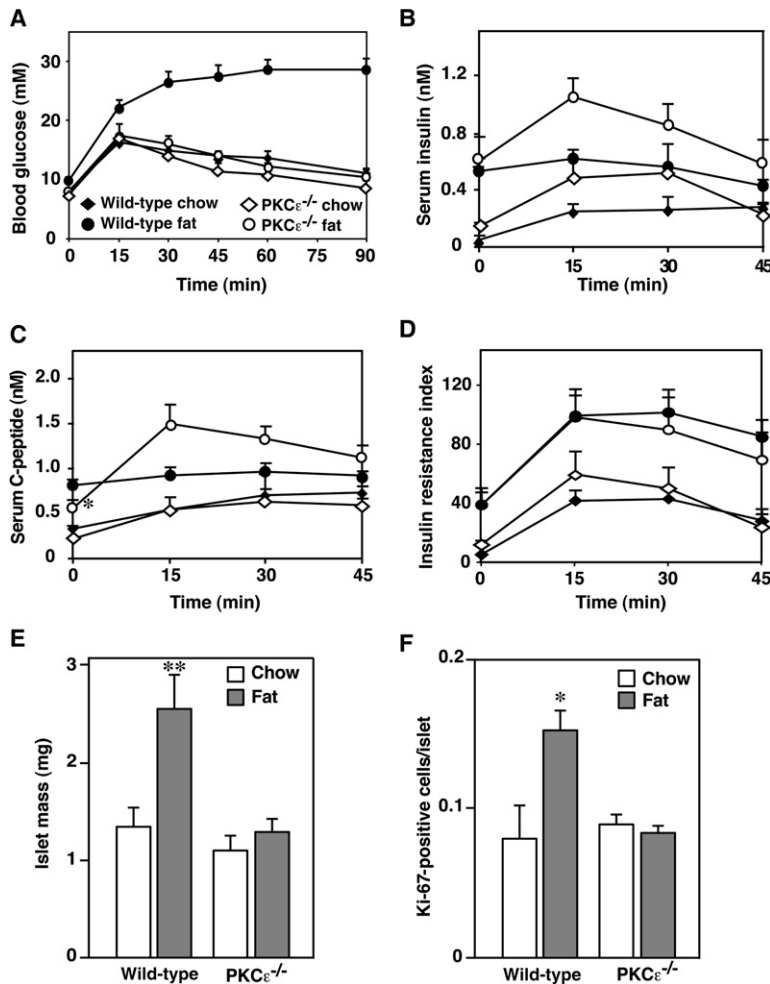 A
Blood glucose (mM)
30
20
10
0
Wild-type chow
PKCε-/- chow
Wild-type fat
PKCε-/- fat
0 15 30 45 60 75 90
Time (min)
B
Serum insulin (nM)
1.2
0.8
0.4
0
0 15 30 45
Time (min)
C
Serum C-peptide (nM)
2.0
1.5
1.0
0.5
0
*
0 15 30 45
Time (min)
D
Insulin resistance index
120
80
40
0
0 15 30 45
Time (min)
E
Islet mass (mg)
3
2
1
0
**
Chow
Fat
Wild-type PKCε-/-
F
Ki-67-positive cells/islet
0.2
0.1
0
*
Chow
Fat
Wild-type PKCε-/-